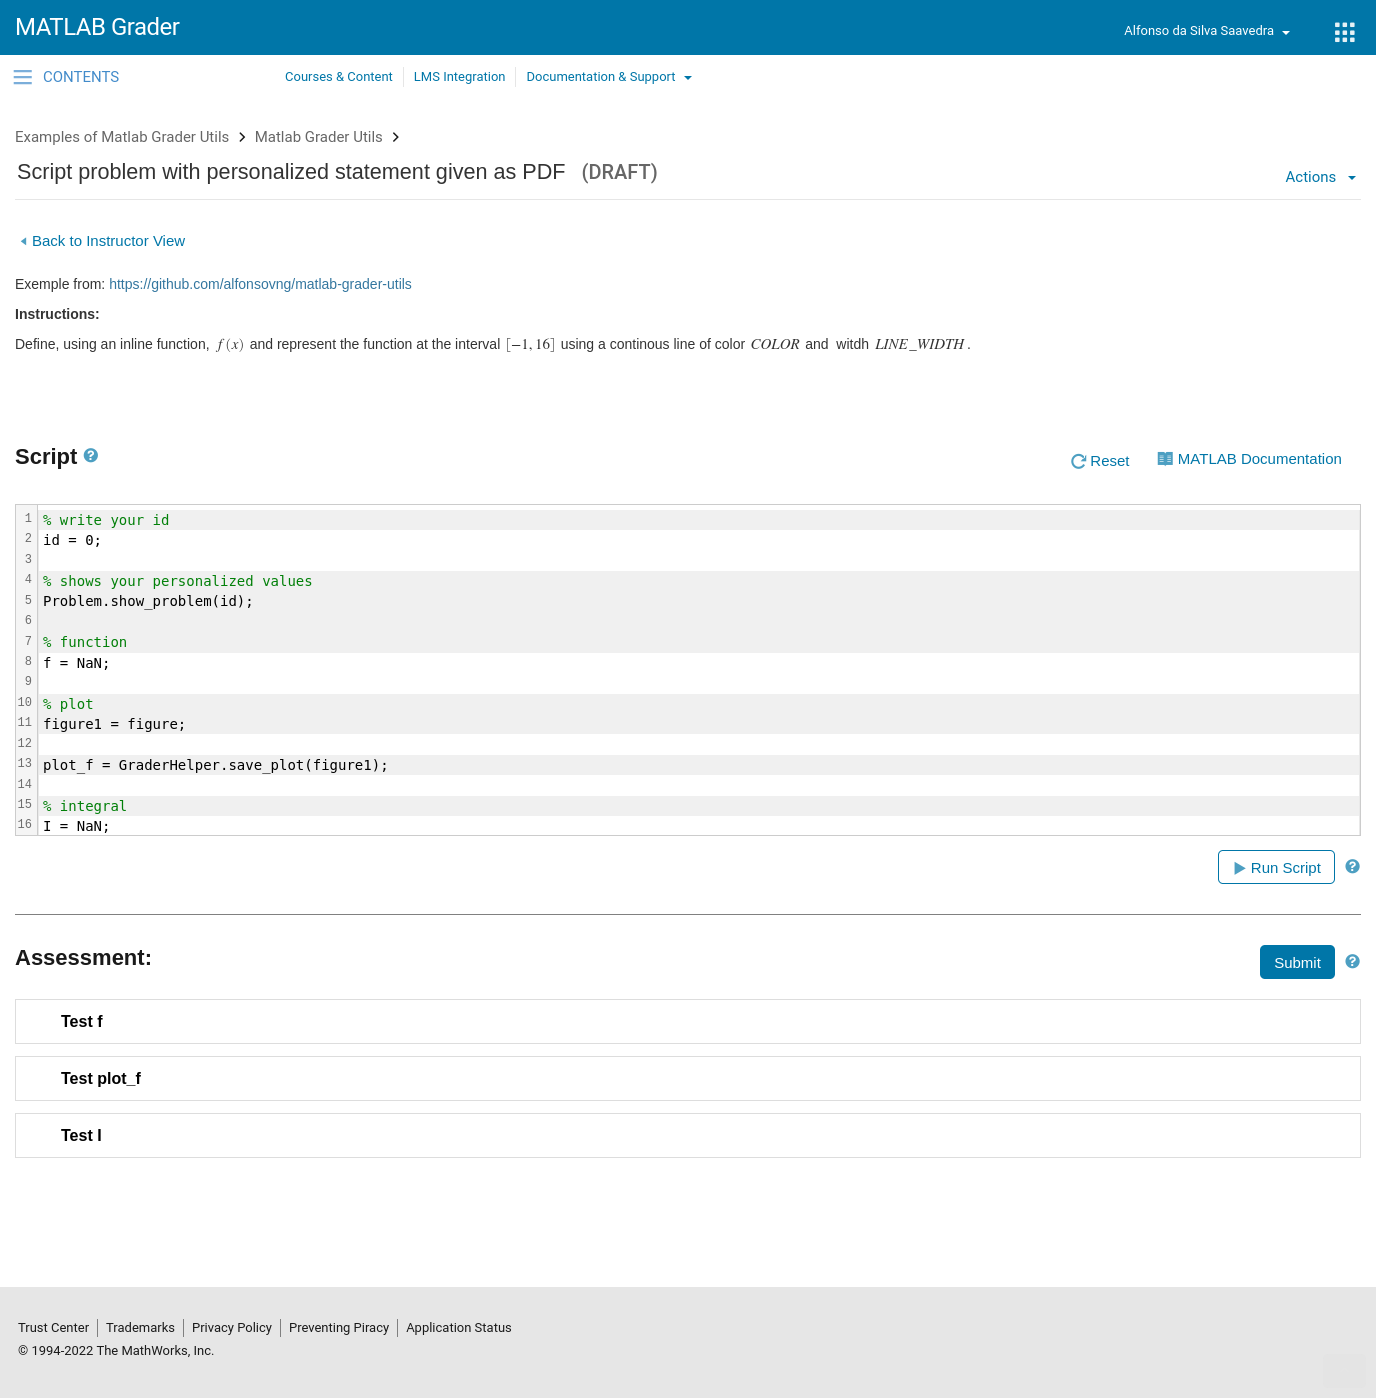 MATLAB Grader
Alfonso da Silva Saavedra
CONTENTS
Courses & Content
LMS Integration
Documentation & Support
Examples of Matlab Grader Utils
Matlab Grader Utils
Script problem with personalized statement given as PDF (DRAFT)
Actions
Back to Instructor View
Exemple from: https://github.com/alfonsovng/matlab-grader-utils
Instructions:
Define, using an inline function, f (x) and represent the function at the interval [−1, 16] using a continous line of color COLOR and witdh LINE_WIDTH .
Script ?
Reset
MATLAB Documentation
1 % write your id
2 id = 0;
3
4 % shows your personalized values
5 Problem.show_problem(id);
6
7 % function
8 f = NaN;
9
10 % plot
11 figure1 = figure;
12
13 plot_f = GraderHelper.save_plot(figure1);
14
15 % integral
16 I = NaN;
Run Script ?
Assessment:
Submit ?
Test f
Test plot_f
Test I
Trust Center
Trademarks
Privacy Policy
Preventing Piracy
Application Status
© 1994-2022 The MathWorks, Inc.